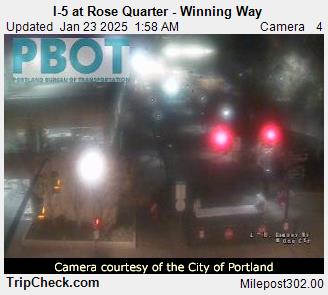 I-5 at Rose Quarter - Winning Way
Updated Jan 23 2025 1:58 AM Camera 4
PBOT
PORTLAND BUREAU OF TRANSPORTATION
Camera courtesy of the City of Portland
TripCheck.com Milepost302.00